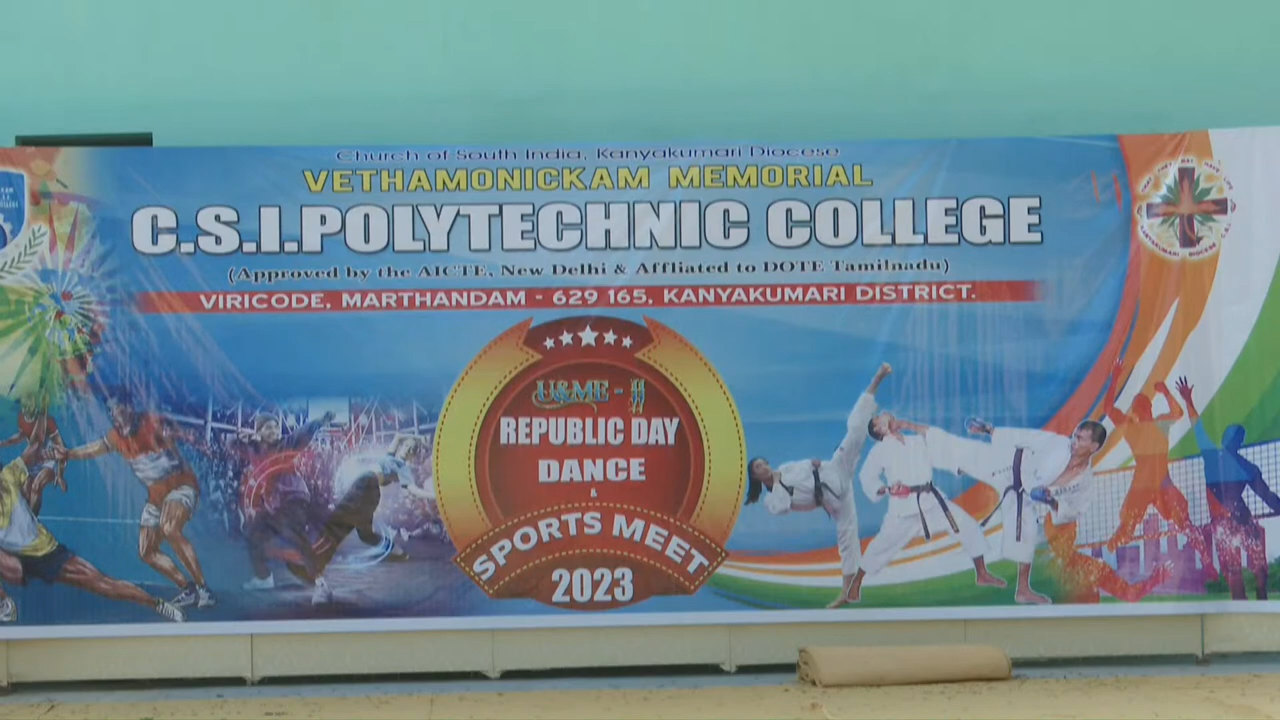 Church of South India, Kanyakumari Diocese
VETHAMONICKAM MEMORIAL
C.S.I.POLYTECHNIC COLLEGE
(Approved by the AICTE, New Delhi & Affliated to DOTE Tamilnadu)
VIRICODE, MARTHANDAM - 629 165, KANYAKUMARI DISTRICT.
U&ME - II
REPUBLIC DAY
DANCE
&
SPORTS MEET
2023